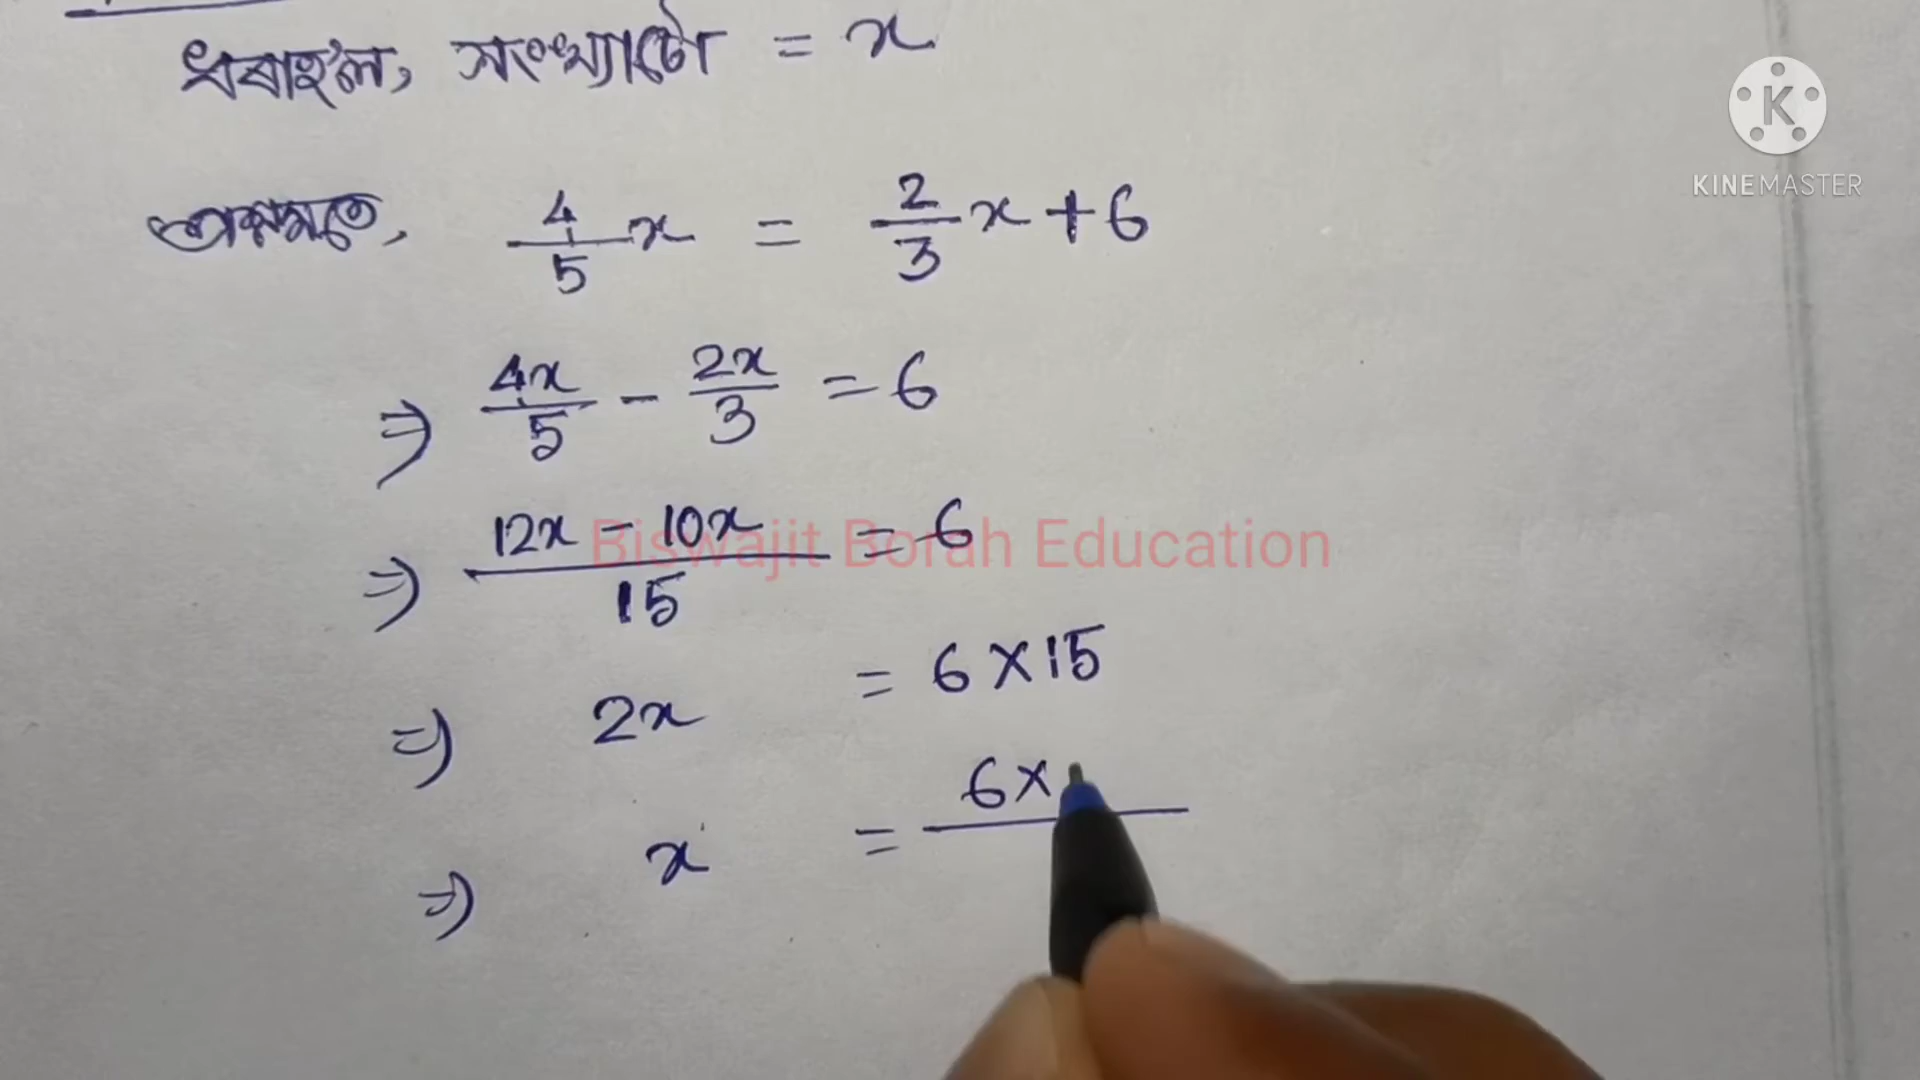 ধৰাহ'ল, সংখ্যাটো = x
K
KINEMASTER
প্ৰশ্নমতে, 4/5 x = 2/3 x + 6
⇒ 4x/5 - 2x/3 = 6
⇒ (12x - 10x)/15 = 6
Biswajit Borah Education
⇒ 2x = 6 × 15
⇒ x = 6 ×